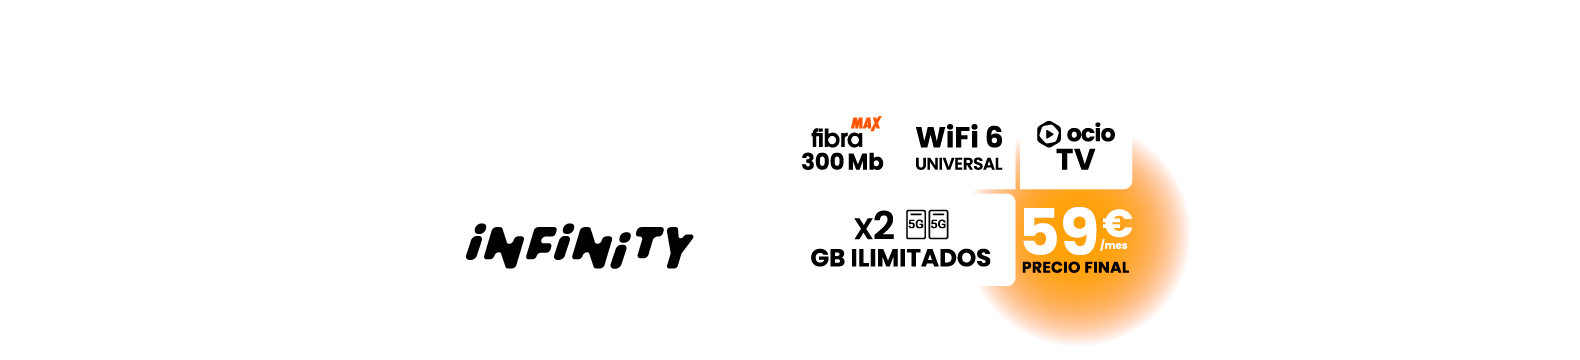 iNFiNiTY
fibra MAX
300 Mb
WiFi 6
UNIVERSAL
ocio
TV
x2 5G 5G
GB ILIMITADOS
59€
/mes
PRECIO FINAL